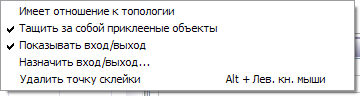 Имеет отношение к топологии
Тащить за собой приклееные объекты
Показывать вход/выход
Назначить вход/выход...
Удалить точку склейки Alt + Лев. кн. мыши